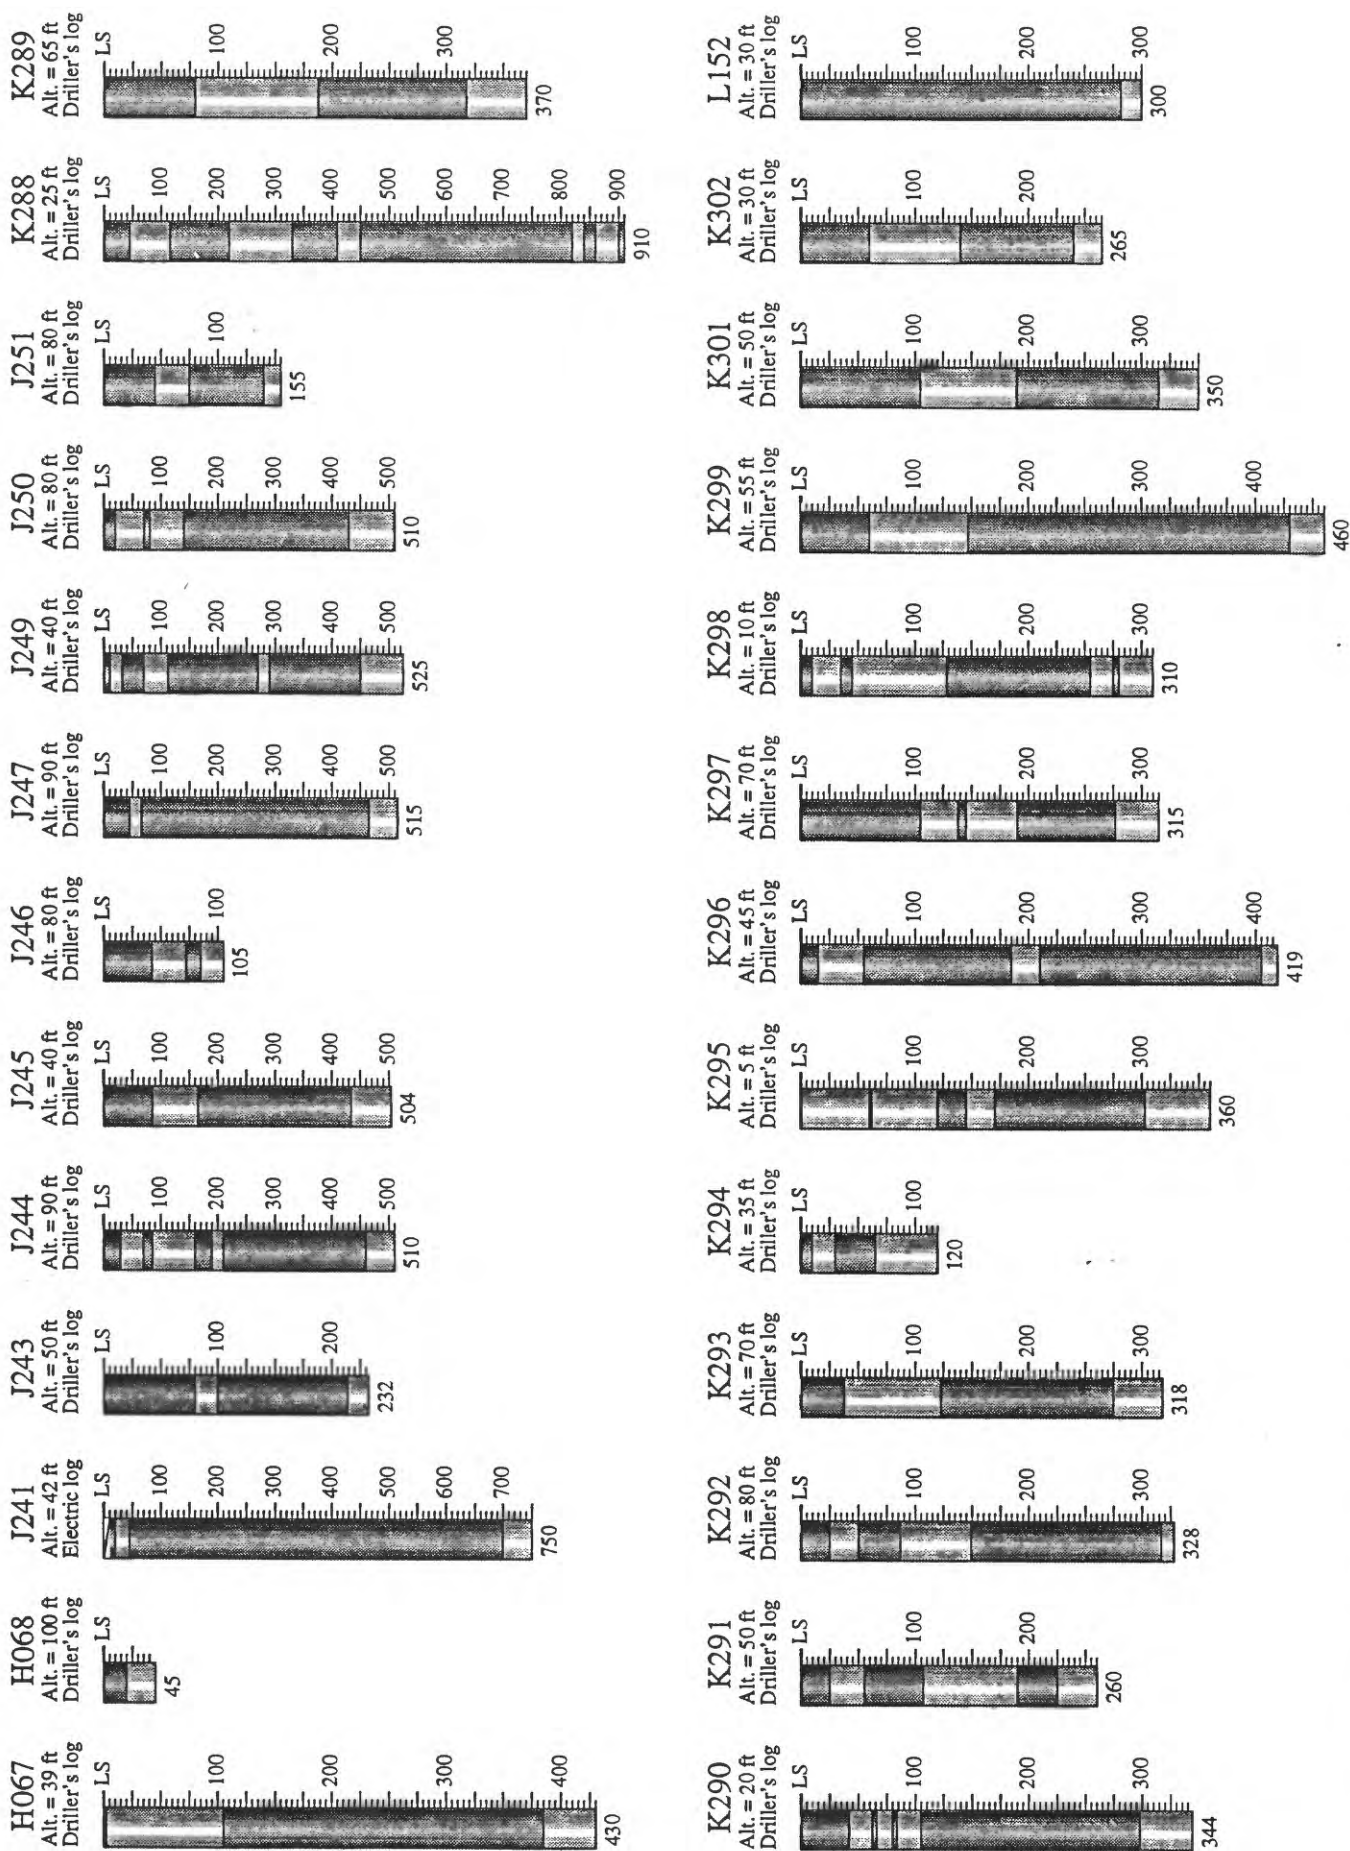 H067
Alt. = 39 ft
Driller's log
LS
100
200
300
400
430
H068
Alt. = 100 ft
Driller's log
LS
45
J241
Alt. = 42 ft
Electric log
LS
100
200
300
400
500
600
700
750
J243
Alt. = 50 ft
Driller's log
LS
100
200
232
J244
Alt. = 90 ft
Driller's log
LS
100
200
300
400
500
510
J245
Alt. = 40 ft
Driller's log
LS
100
200
300
400
500
504
J246
Alt. = 80 ft
Driller's log
LS
100
105
J247
Alt. = 90 ft
Driller's log
LS
100
200
300
400
500
515
J249
Alt. = 40 ft
Driller's log
LS
100
200
300
400
500
525
J250
Alt. = 80 ft
Driller's log
LS
100
200
300
400
500
510
J251
Alt. = 80 ft
Driller's log
LS
100
155
K288
Alt. = 25 ft
Driller's log
LS
100
200
300
400
500
600
700
800
900
910
K289
Alt. = 65 ft
Driller's log
LS
100
200
300
370
K290
Alt. = 20 ft
Driller's log
LS
100
200
300
344
K291
Alt. = 50 ft
Driller's log
LS
100
200
260
K292
Alt. = 80 ft
Driller's log
LS
100
200
300
328
K293
Alt. = 70 ft
Driller's log
LS
100
200
300
318
K294
Alt. = 35 ft
Driller's log
LS
100
120
K295
Alt. = 5 ft
Driller's log
LS
100
200
300
360
K296
Alt. = 45 ft
Driller's log
LS
100
200
300
400
419
K297
Alt. = 70 ft
Driller's log
LS
100
200
300
315
K298
Alt. = 10 ft
Driller's log
LS
100
200
300
310
K299
Alt. = 55 ft
Driller's log
LS
100
200
300
400
460
K301
Alt. = 50 ft
Driller's log
LS
100
200
300
350
K302
Alt. = 30 ft
Driller's log
LS
100
200
265
L152
Alt. = 30 ft
Driller's log
LS
100
200
300
300